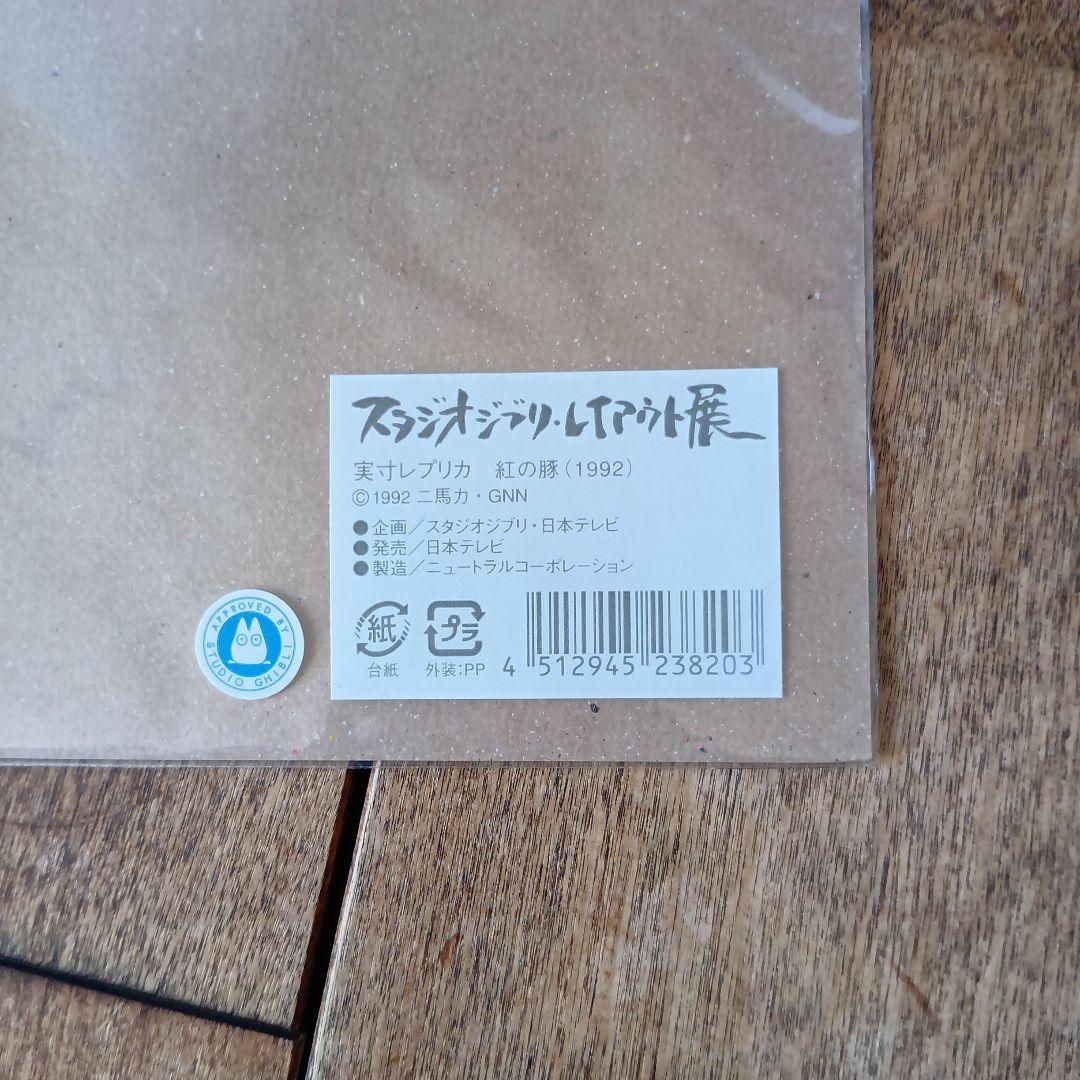 スタジオジブリ・レイアウト展
実寸レプリカ　紅の豚（1992）
©1992 二馬力・GNN
●企画／スタジオジブリ・日本テレビ
●発売／日本テレビ
●製造／ニュートラルコーポレーション
紙
プラ
台紙
外装:PP
4 512945 238203
APPROVED BY
STUDIO GHIBLI